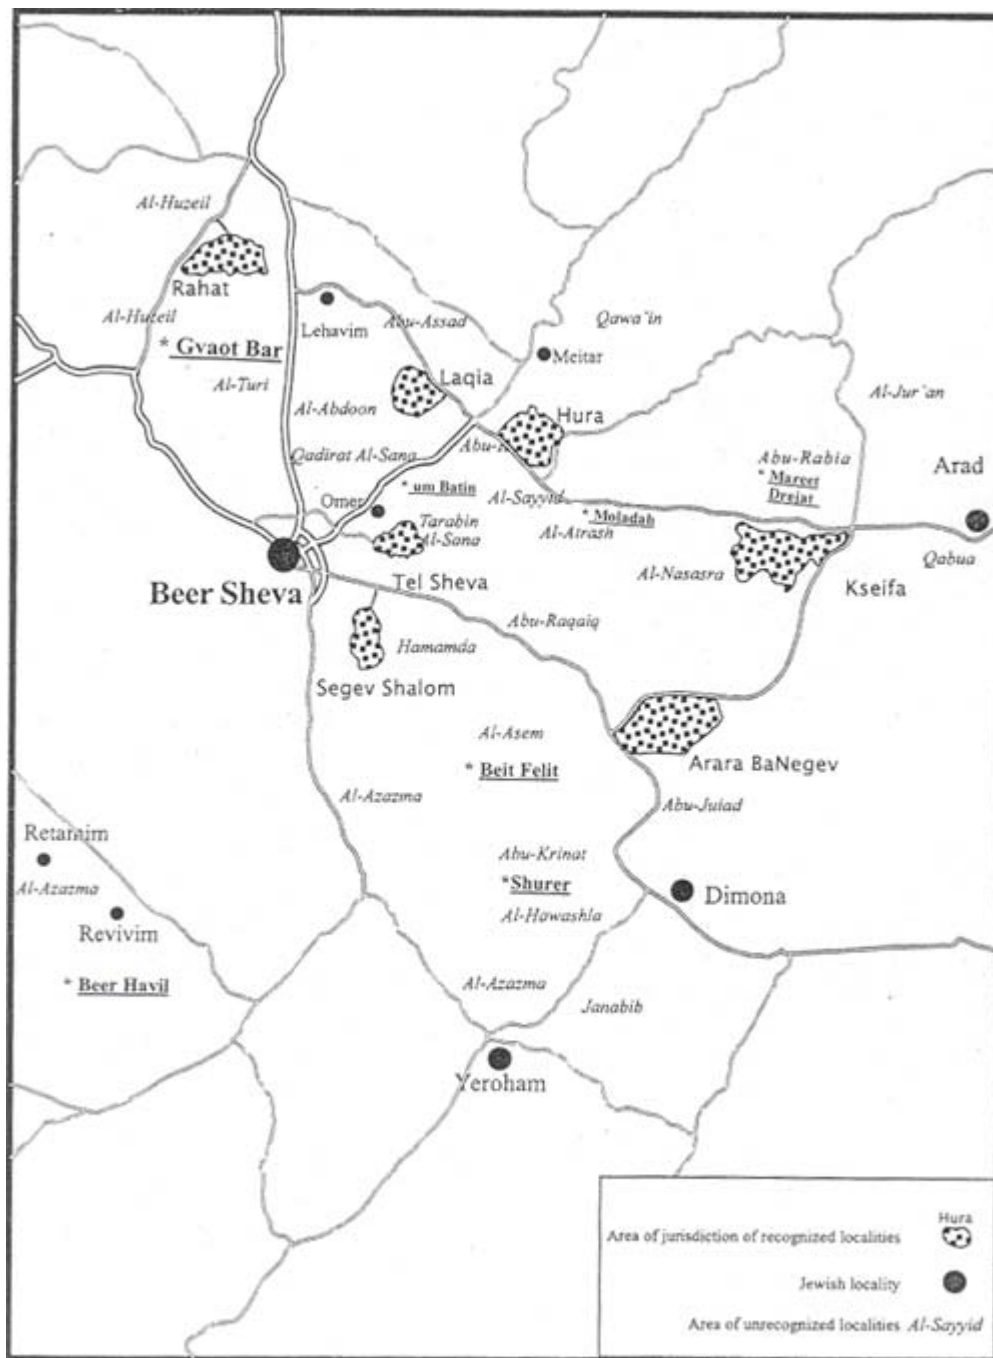 Al-Huzeil
Rahat
Al-Huzeil
* Gvaot Bar
Al-Turi
Lehavim
Abu-Assad
Qawa'in
Meitar
Laqia
Al-Abdoon
Hura
Al-Jur'an
Qadirat Al-Sana
Abu-Rabia
* Mareet
Drejat
Arad
* um Batin
Al-Sayyid
Omer
* Moladah
Tarabin
Al-Sana
Al-Atrash
Qabua
Beer Sheva
Tel Sheva
Al-Nasasra
Kseifa
Abu-Raqaiq
Hamamda
Segev Shalom
Al-Asem
* Beit Felit
Arara BaNegev
Al-Azazma
Abu-Juiad
Retamim
Al-Azazma
Abu-Krinat
*Shurer
Dimona
Revivim
Al-Hawashla
* Beer Havil
Al-Azazma
Janabib
Yeroham
Hura
Area of jurisdiction of recognized localities
Jewish locality
Area of unrecognized localities Al-Sayyid